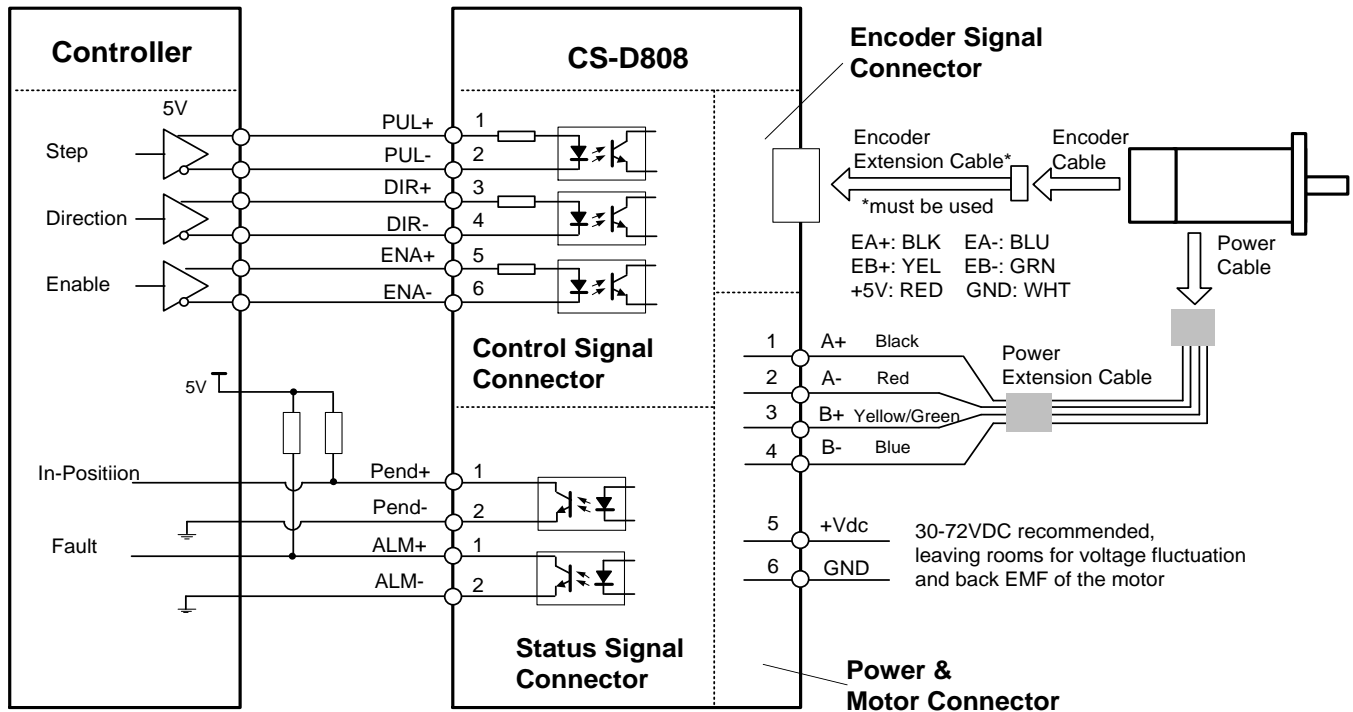 Controller
CS-D808
Encoder Signal
Connector
5V
Step
Direction
Enable
PUL+
1
PUL-
2
DIR+
3
DIR-
4
ENA+
5
ENA-
6
Control Signal
Connector
Encoder
Extension Cable*
*must be used
Encoder
Cable
EA+: BLK EA-: BLU
EB+: YEL EB-: GRN
+5V: RED GND: WHT
Power
Cable
1 A+ Black
2 A- Red
3 B+ Yellow/Green
4 B- Blue
Power
Extension Cable
5V
In-Positiion
Fault
Pend+
1
Pend-
2
ALM+
1
ALM-
2
5 +Vdc
6 GND
30-72VDC recommended,
leaving rooms for voltage fluctuation
and back EMF of the motor
Status Signal
Connector
Power &
Motor Connector